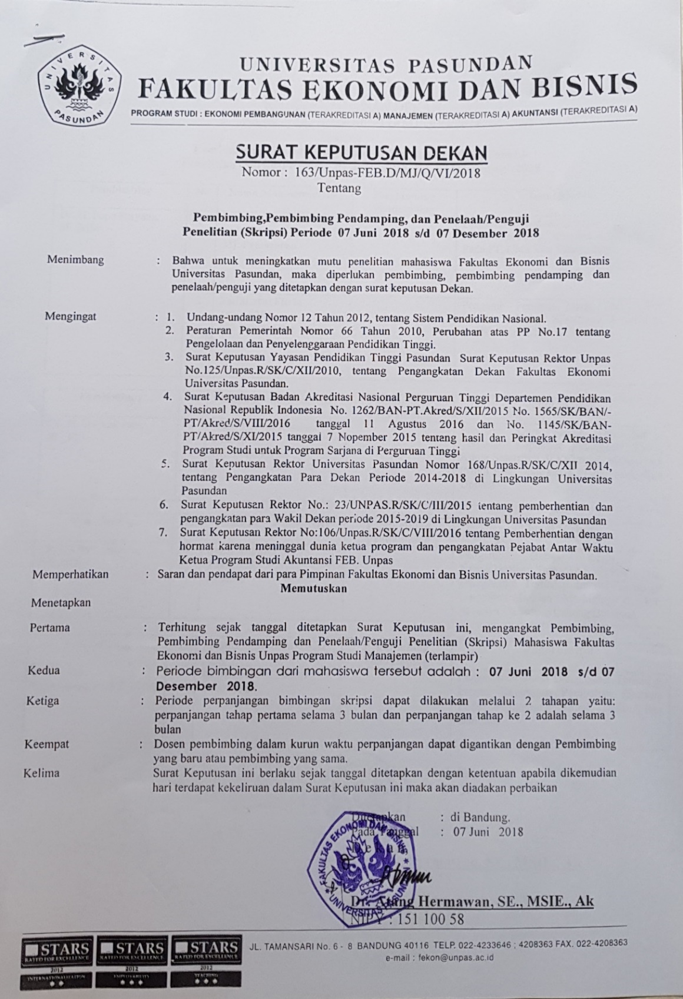 UNIVERSITAS PASUNDAN
UNIVERSITAS PASUNDAN
FAKULTAS EKONOMI DAN BISNIS
PROGRAM STUDI : EKONOMI PEMBANGUNAN (TERAKREDITASI A) MANAJEMEN (TERAKREDITASI A) AKUNTANSI (TERAKREDITASI A)
SURAT KEPUTUSAN DEKAN
Nomor : 163/Unpas-FEB.D/MJ/Q/VI/2018
Tentang
Pembimbing,Pembimbing Pendamping, dan Penelaah/Penguji
Penelitian (Skripsi) Periode 07 Juni 2018 s/d 07 Desember 2018
Menimbang : Bahwa untuk meningkatkan mutu penelitian mahasiswa Fakultas Ekonomi dan Bisnis
Universitas Pasundan, maka diperlukan pembimbing, pembimbing pendamping dan
penelaah/penguji yang ditetapkan dengan surat keputusan Dekan.
Mengingat : 1. Undang-undang Nomor 12 Tahun 2012, tentang Sistem Pendidikan Nasional.
2. Peraturan Pemerintah Nomor 66 Tahun 2010, Perubahan atas PP No.17 tentang
Pengelolaan dan Penyelenggaraan Pendidikan Tinggi.
3. Surat Keputusan Yayasan Pendidikan Tinggi Pasundan Surat Keputusan Rektor Unpas
No.125/Unpas.R/SK/C/XII/2010, tentang Pengangkatan Dekan Fakultas Ekonomi
Universitas Pasundan.
4. Surat Keputusan Badan Akreditasi Nasional Perguruan Tinggi Departemen Pendidikan
Nasional Republik Indonesia No. 1262/BAN-PT.Akred/S/XII/2015 No. 1565/SK/BAN/-
PT/Akred/S/VIII/2016 tanggal 11 Agustus 2016 dan No. 1145/SK/BAN-
PT/Akred/S/XI/2015 tanggal 7 Nopember 2015 tentang hasil dan Peringkat Akreditasi
Program Studi untuk Program Sarjana di Perguruan Tinggi
5. Surat Keputusan Rektor Universitas Pasundan Nomor 168/Unpas.R/SK/C/XII 2014,
tentang Pengangkatan Para Dekan Periode 2014-2018 di Lingkungan Universitas
Pasundan
6. Surat Keputusan Rektor No.: 23/UNPAS.R/SK/C/III/2015 tentang pemberhentian dan
pengangkatan para Wakil Dekan periode 2015-2019 di Lingkungan Universitas Pasundan
7. Surat Keputusan Rektor No:106/Unpas.R/SK/C/VIII/2016 tentang Pemberhentian dengan
hormat karena meninggal dunia ketua program dan pengangkatan Pejabat Antar Waktu
Ketua Program Studi Akuntansi FEB. Unpas
Memperhatikan : Saran dan pendapat dari para Pimpinan Fakultas Ekonomi dan Bisnis Universitas Pasundan.
Memutuskan
Menetapkan
Pertama : Terhitung sejak tanggal ditetapkan Surat Keputusan ini, mengangkat Pembimbing,
Pembimbing Pendamping dan Penelaah/Penguji Penelitian (Skripsi) Mahasiswa Fakultas
Ekonomi dan Bisnis Unpas Program Studi Manajemen (terlampir)
Kedua : Periode bimbingan dari mahasiswa tersebut adalah : 07 Juni 2018 s/d 07
Desember 2018.
Ketiga : Periode perpanjangan bimbingan skripsi dapat dilakukan melalui 2 tahapan yaitu:
perpanjangan tahap pertama selama 3 bulan dan perpanjangan tahap ke 2 adalah selama 3
bulan
Keempat : Dosen pembimbing dalam kurun waktu perpanjangan dapat digantikan dengan Pembimbing
yang baru atau pembimbing yang sama.
Kelima Surat Keputusan ini berlaku sejak tanggal ditetapkan dengan ketentuan apabila dikemudian
hari terdapat kekeliruan dalam Surat Keputusan ini maka akan diadakan perbaikan
Ditetapkan : di Bandung.
Pada Tanggal : 07 Juni 2018
Dekan
FAKULTAS EKONOMI DAN BISNIS
UNIVERSITAS PASUNDAN
Dr. Atang Hermawan, SE., MSIE., Ak
NIPY : 151 100 58
STARS STARS STARS
RATED FOR EXCELLENCE RATED FOR EXCELLENCE RATED FOR EXCELLENCE
2012 2012 2012
INTERNATIONALIZATION EMPLOYABILITY TEACHING
JL. TAMANSARI No. 6 - 8 BANDUNG 40116 TELP. 022-4233646 ; 4208363 FAX. 022-4208363
e-mail : fekon@unpas.ac.id